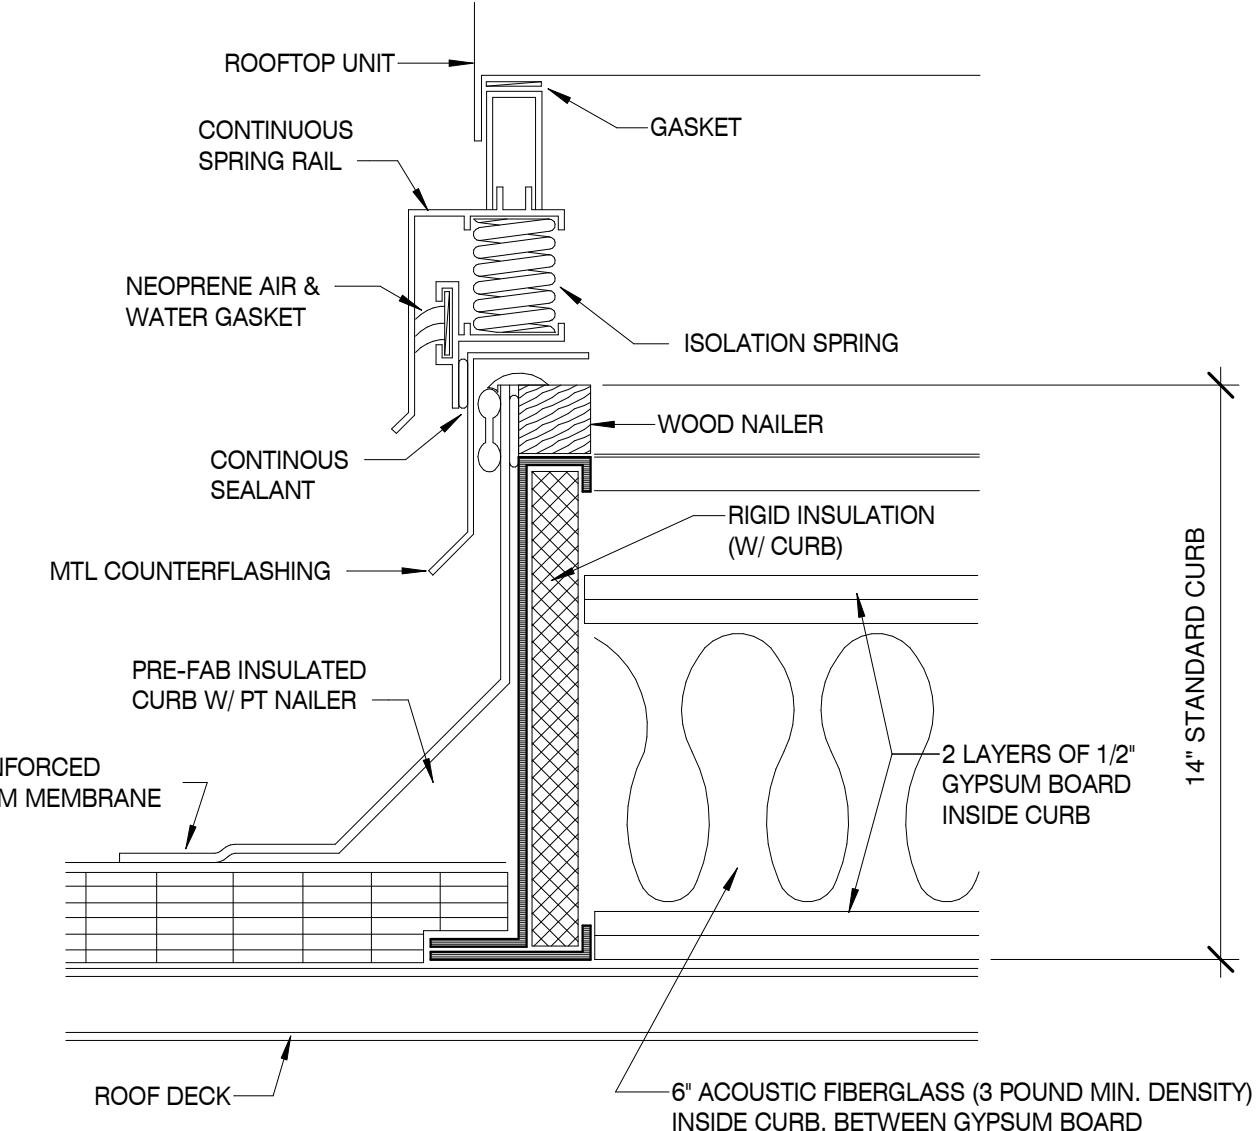 ROOFTOP UNIT
GASKET
CONTINUOUS
SPRING RAIL
NEOPRENE AIR &
WATER GASKET
ISOLATION SPRING
WOOD NAILER
CONTINOUS
SEALANT
RIGID INSULATION
(W/ CURB)
MTL COUNTERFLASHING
14" STANDARD CURB
PRE-FAB INSULATED
CURB W/ PT NAILER
2 LAYERS OF 1/2"
GYPSUM BOARD
INSIDE CURB
NFORCED
M MEMBRANE
ROOF DECK
6" ACOUSTIC FIBERGLASS (3 POUND MIN. DENSITY)
INSIDE CURB, BETWEEN GYPSUM BOARD